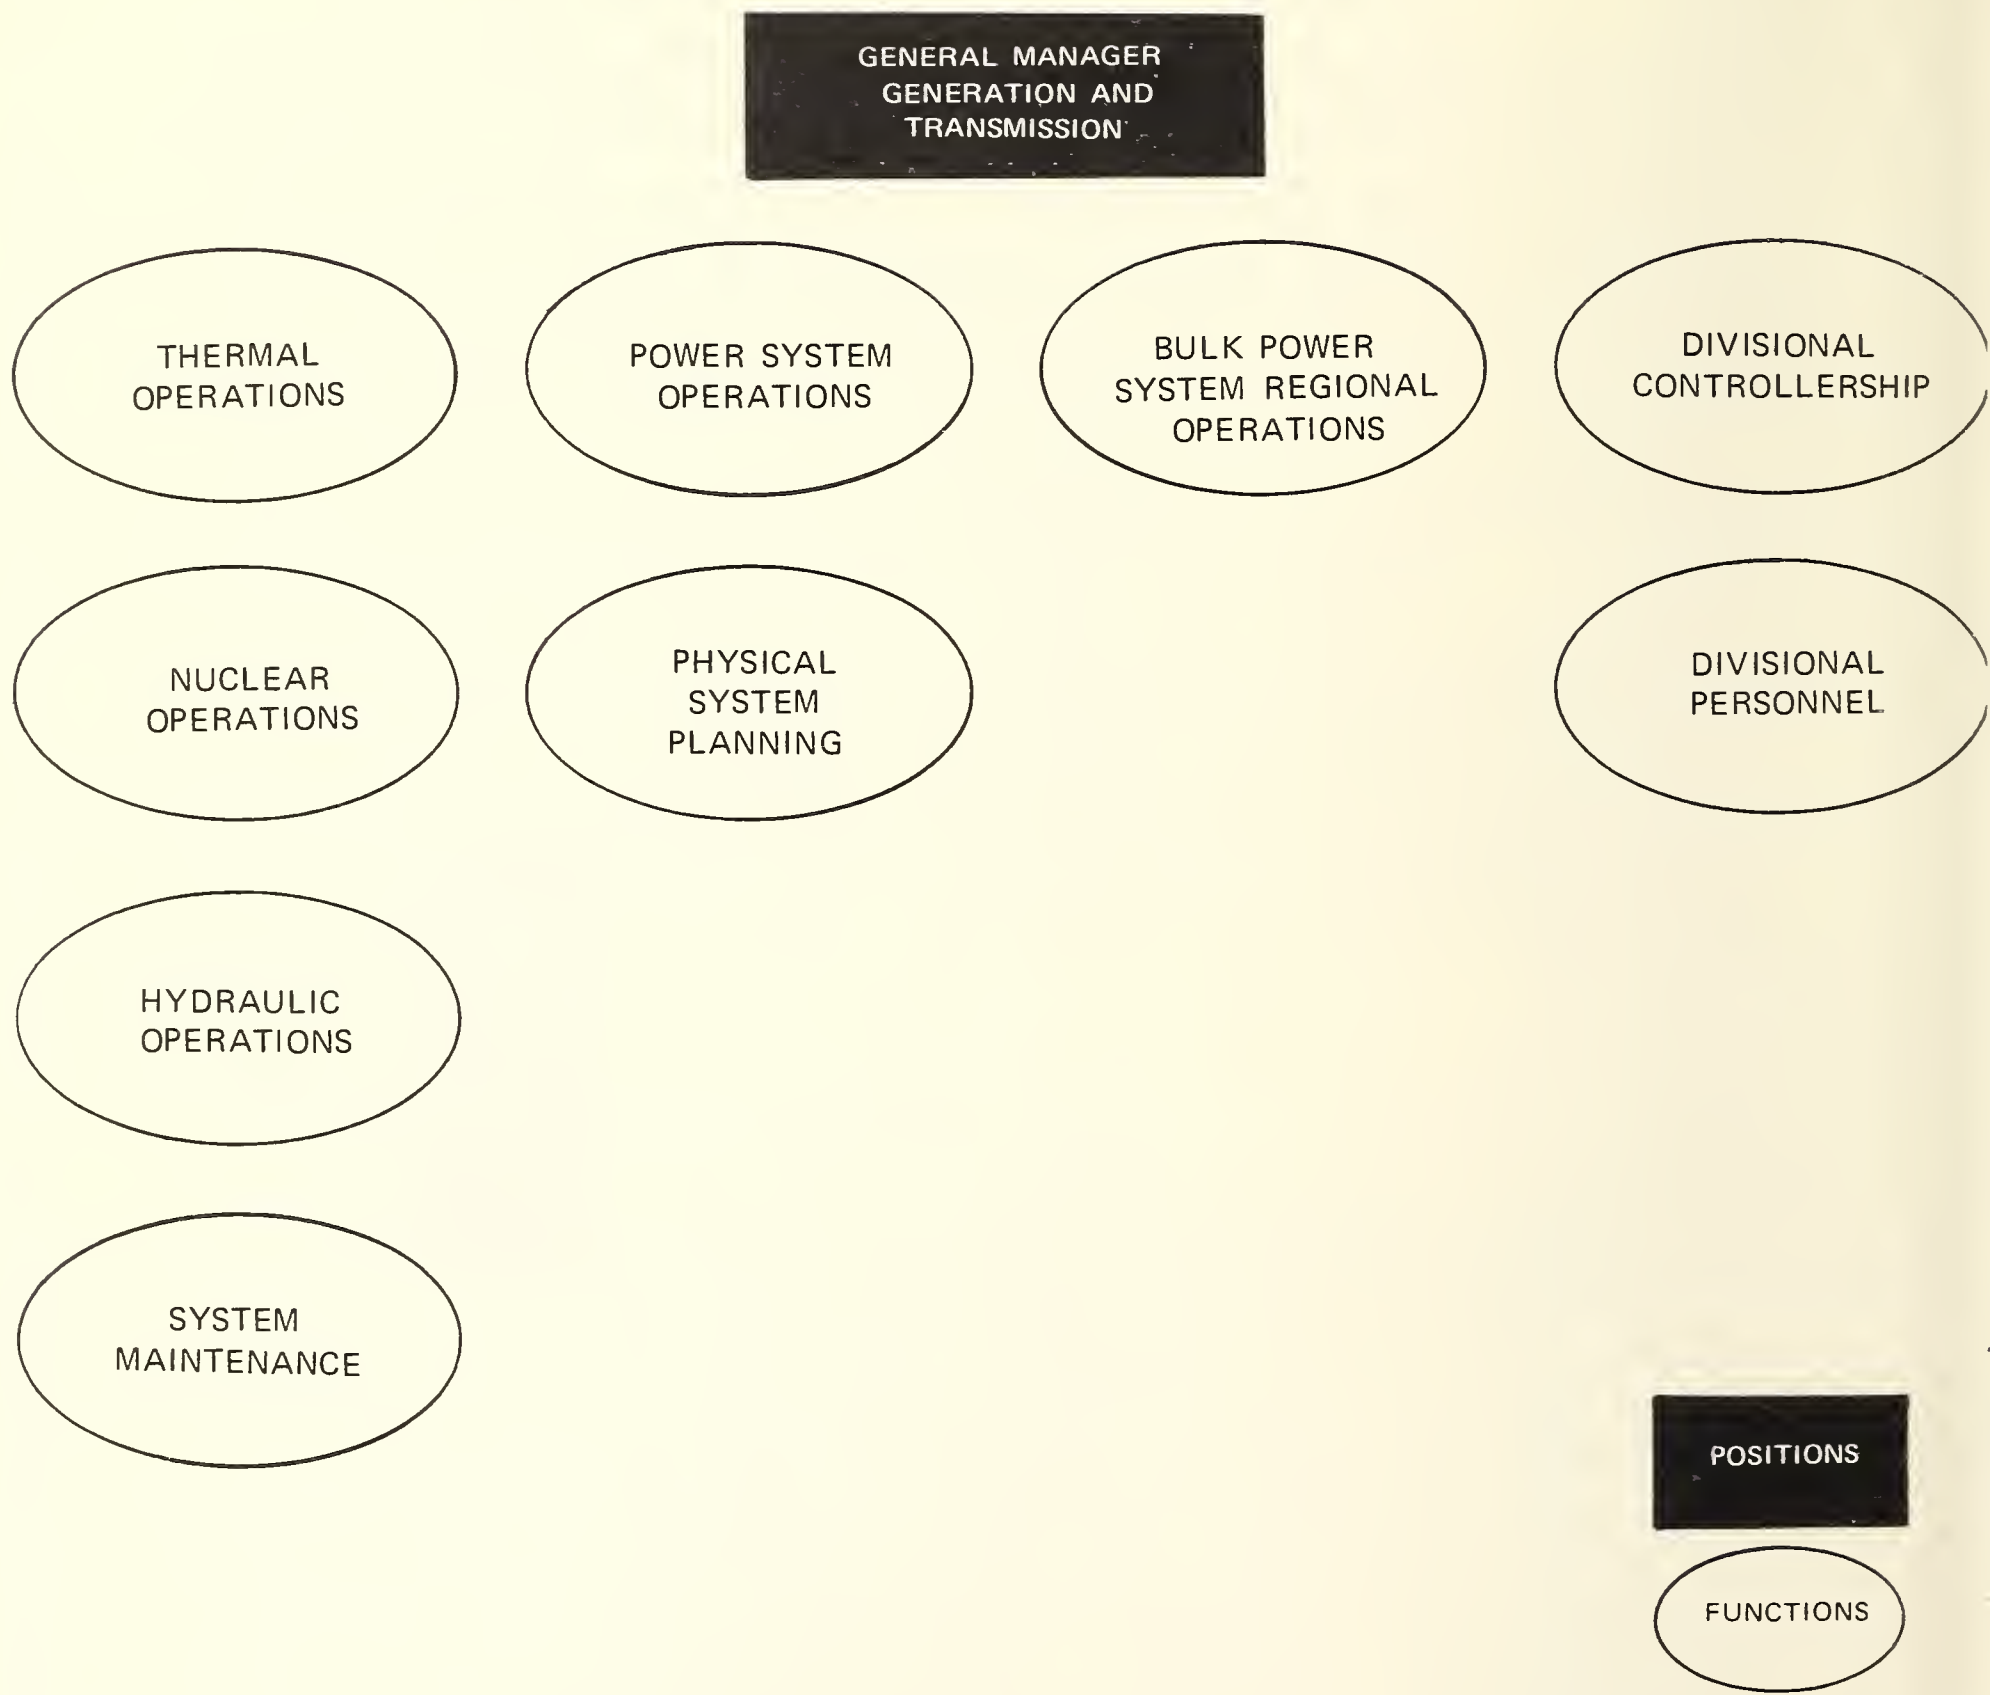 GENERAL MANAGER
GENERATION AND
TRANSMISSION
THERMAL
OPERATIONS
POWER SYSTEM
OPERATIONS
BULK POWER
SYSTEM REGIONAL
OPERATIONS
DIVISIONAL
CONTROLLERSHIP
NUCLEAR
OPERATIONS
PHYSICAL
SYSTEM
PLANNING
DIVISIONAL
PERSONNEL
HYDRAULIC
OPERATIONS
SYSTEM
MAINTENANCE
POSITIONS
FUNCTIONS